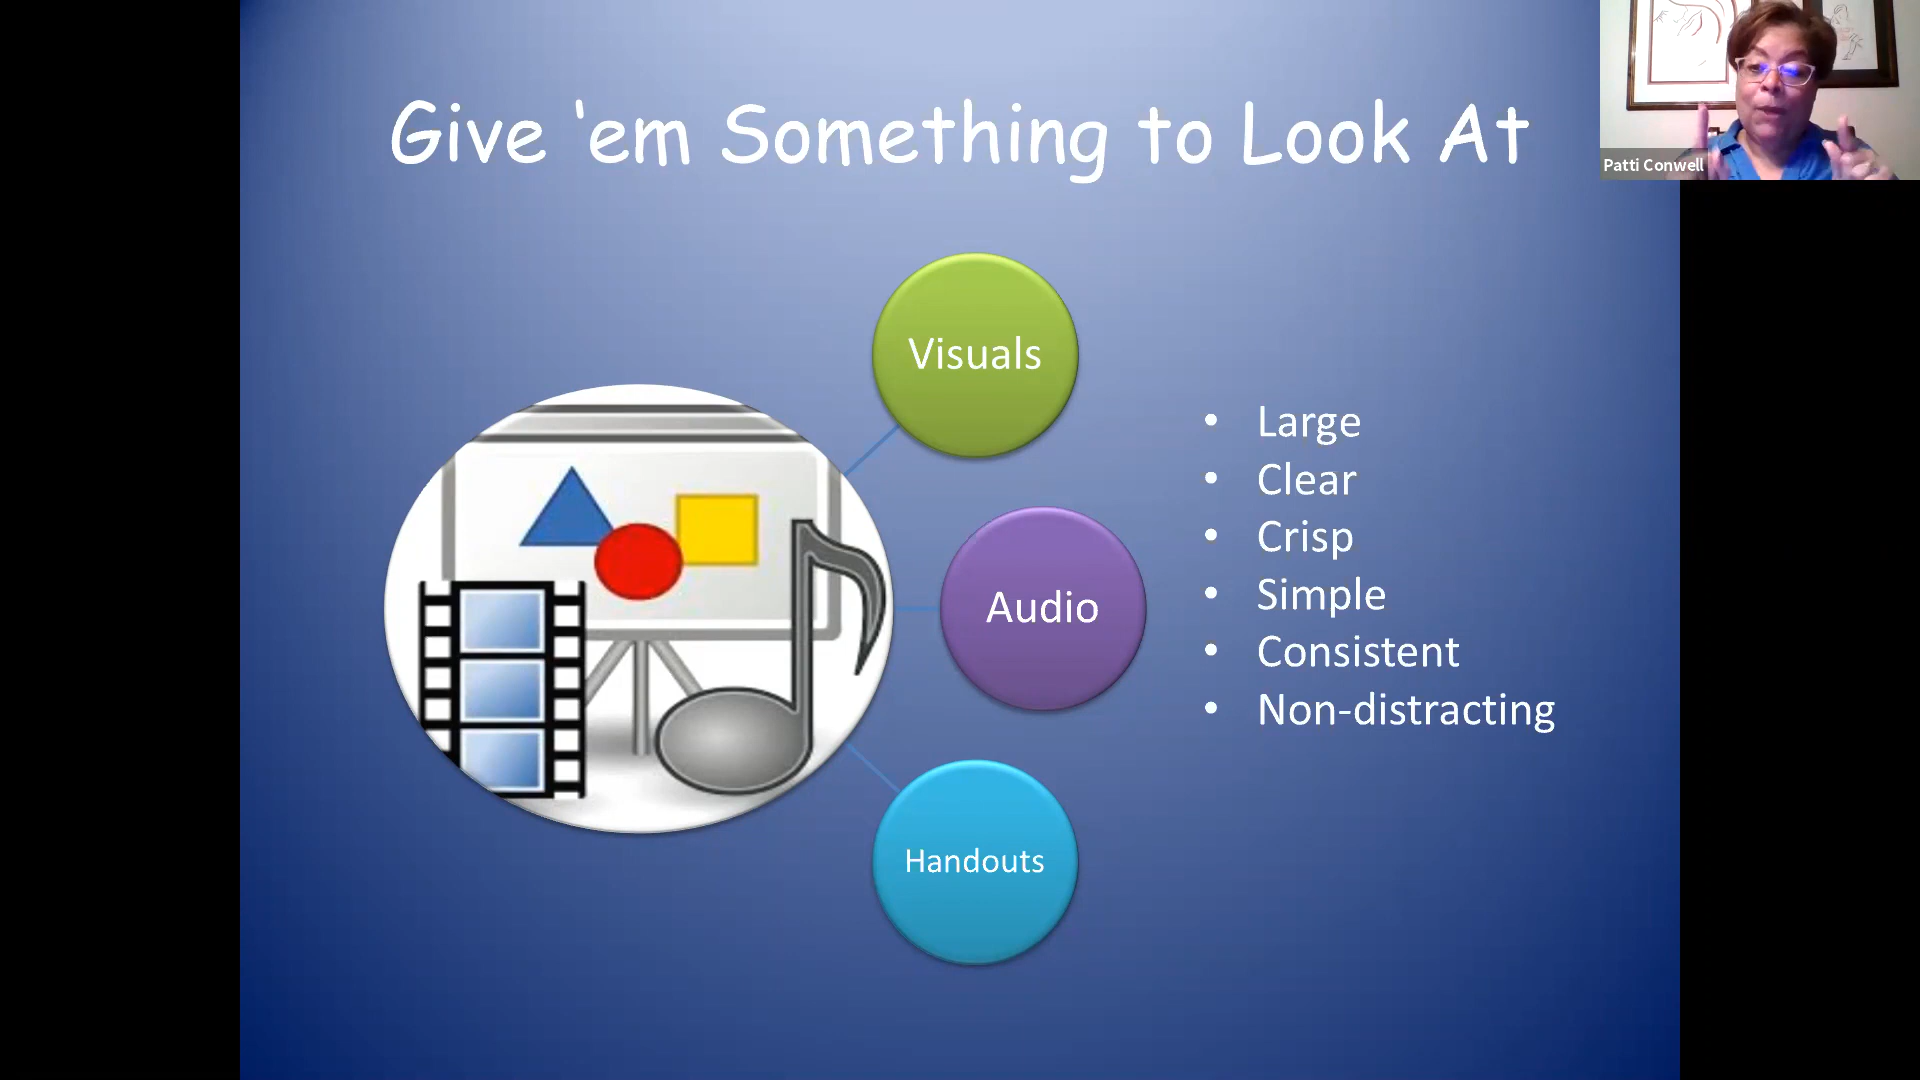 Give ‘em Something to Look At
Patti Conwell
Visuals
Audio
Handouts
• Large
• Clear
• Crisp
• Simple
• Consistent
• Non-distracting